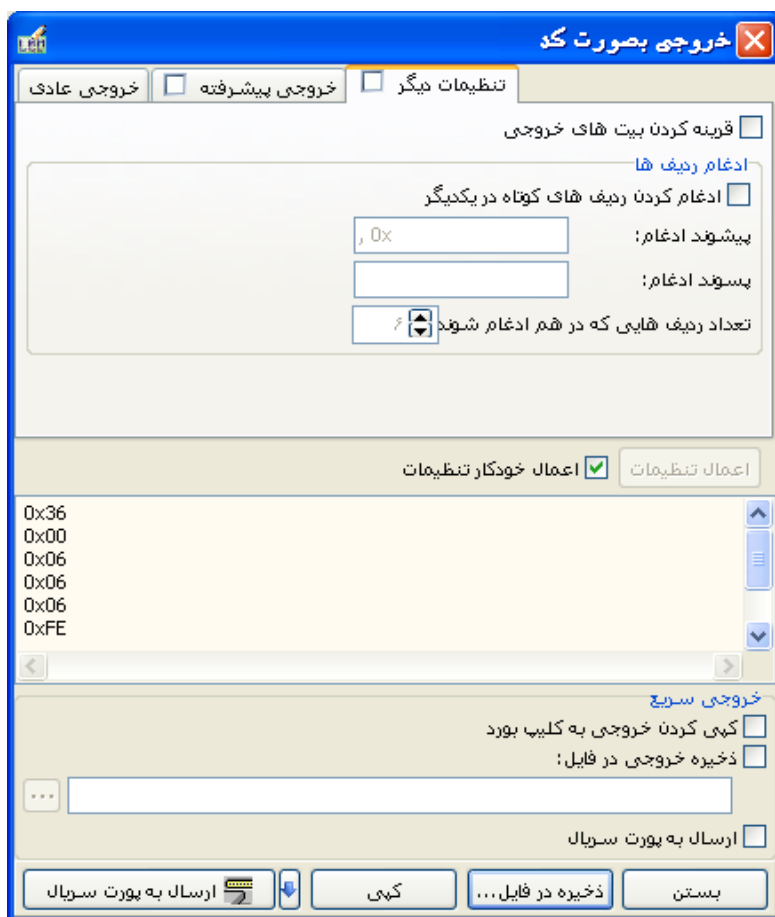 خروجی بصورت کد
خروجی عادی
خروجی پیشرفته
تنظیمات دیگر
قرینه کردن بیت های خروجی
ادغام ردیف ها
ادغام کردن ردیف های کوتاه در یکدیگر
پیشوند ادغام:
, 0x
پسوند ادغام:
تعداد ردیف هایی که در هم ادغام شوند
۶
اعمال تنظیمات
اعمال خودکار تنظیمات
0x36
0x00
0x06
0x06
0x06
0xFE
خروجی سریع
کپی کردن خروجی به کلیپ بورد
ذخیره خروجی در فایل:
...
ارسال به پورت سریال
بستن
ذخیره در فایل...
کپی
ارسال به پورت سریال